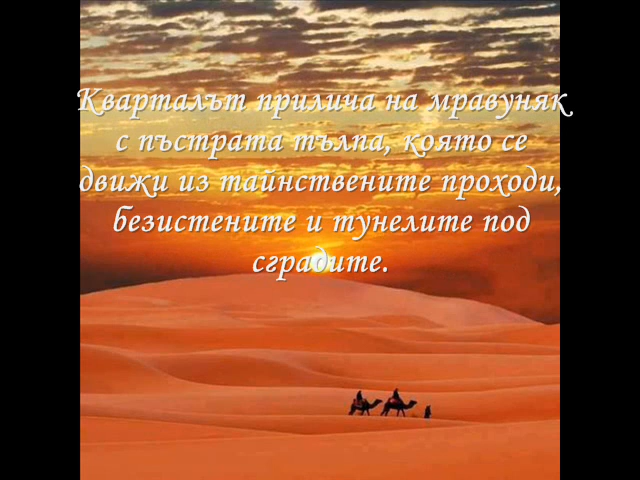 Кварталът прилича на мравуняк
с пъстрата тълпа, която се
движи из тайнствените проходи,
безистените и тунелите под
сградите.